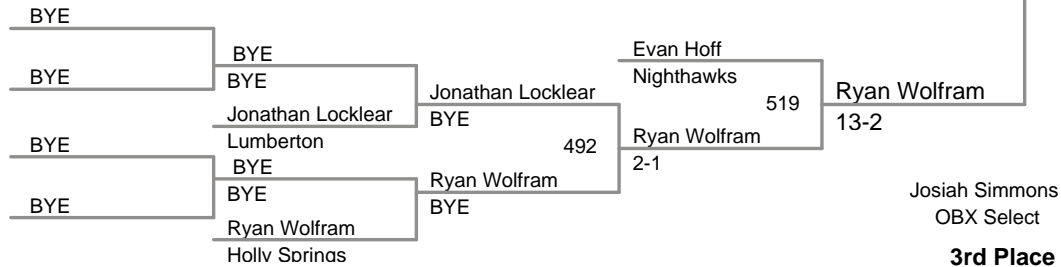 BYE
BYE
BYE
BYE
Jonathan Locklear
Lumberton
BYE
BYE
BYE
BYE
Ryan Wolfram
Holly Springs
Jonathan Locklear
BYE
492
Ryan Wolfram
BYE
Evan Hoff
Nighthawks
519
Ryan Wolfram
2-1
Ryan Wolfram
13-2
Josiah Simmons
OBX Select
3rd Place